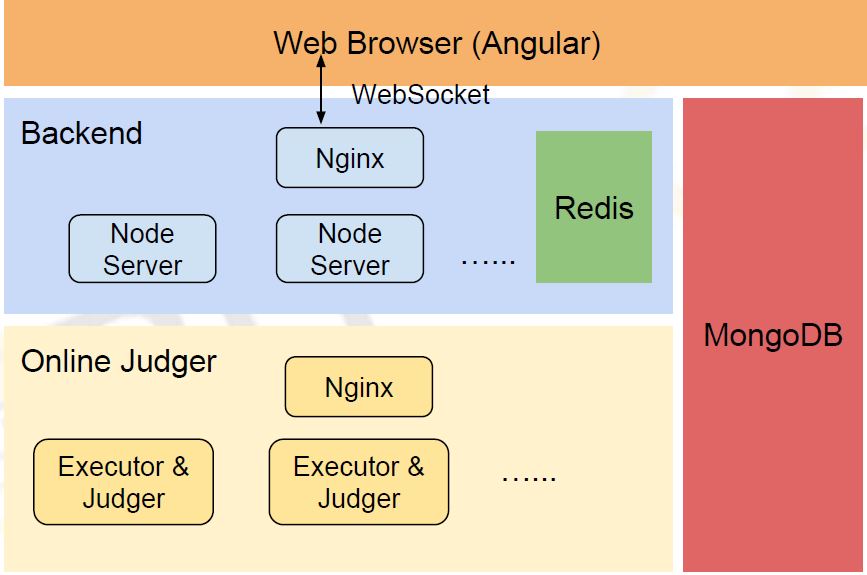 Web Browser (Angular)
WebSocket
Backend
Nginx
Redis
Node
Server
Node
Server
…...
MongoDB
Online Judger
Nginx
Executor &
Judger
Executor &
Judger
…...